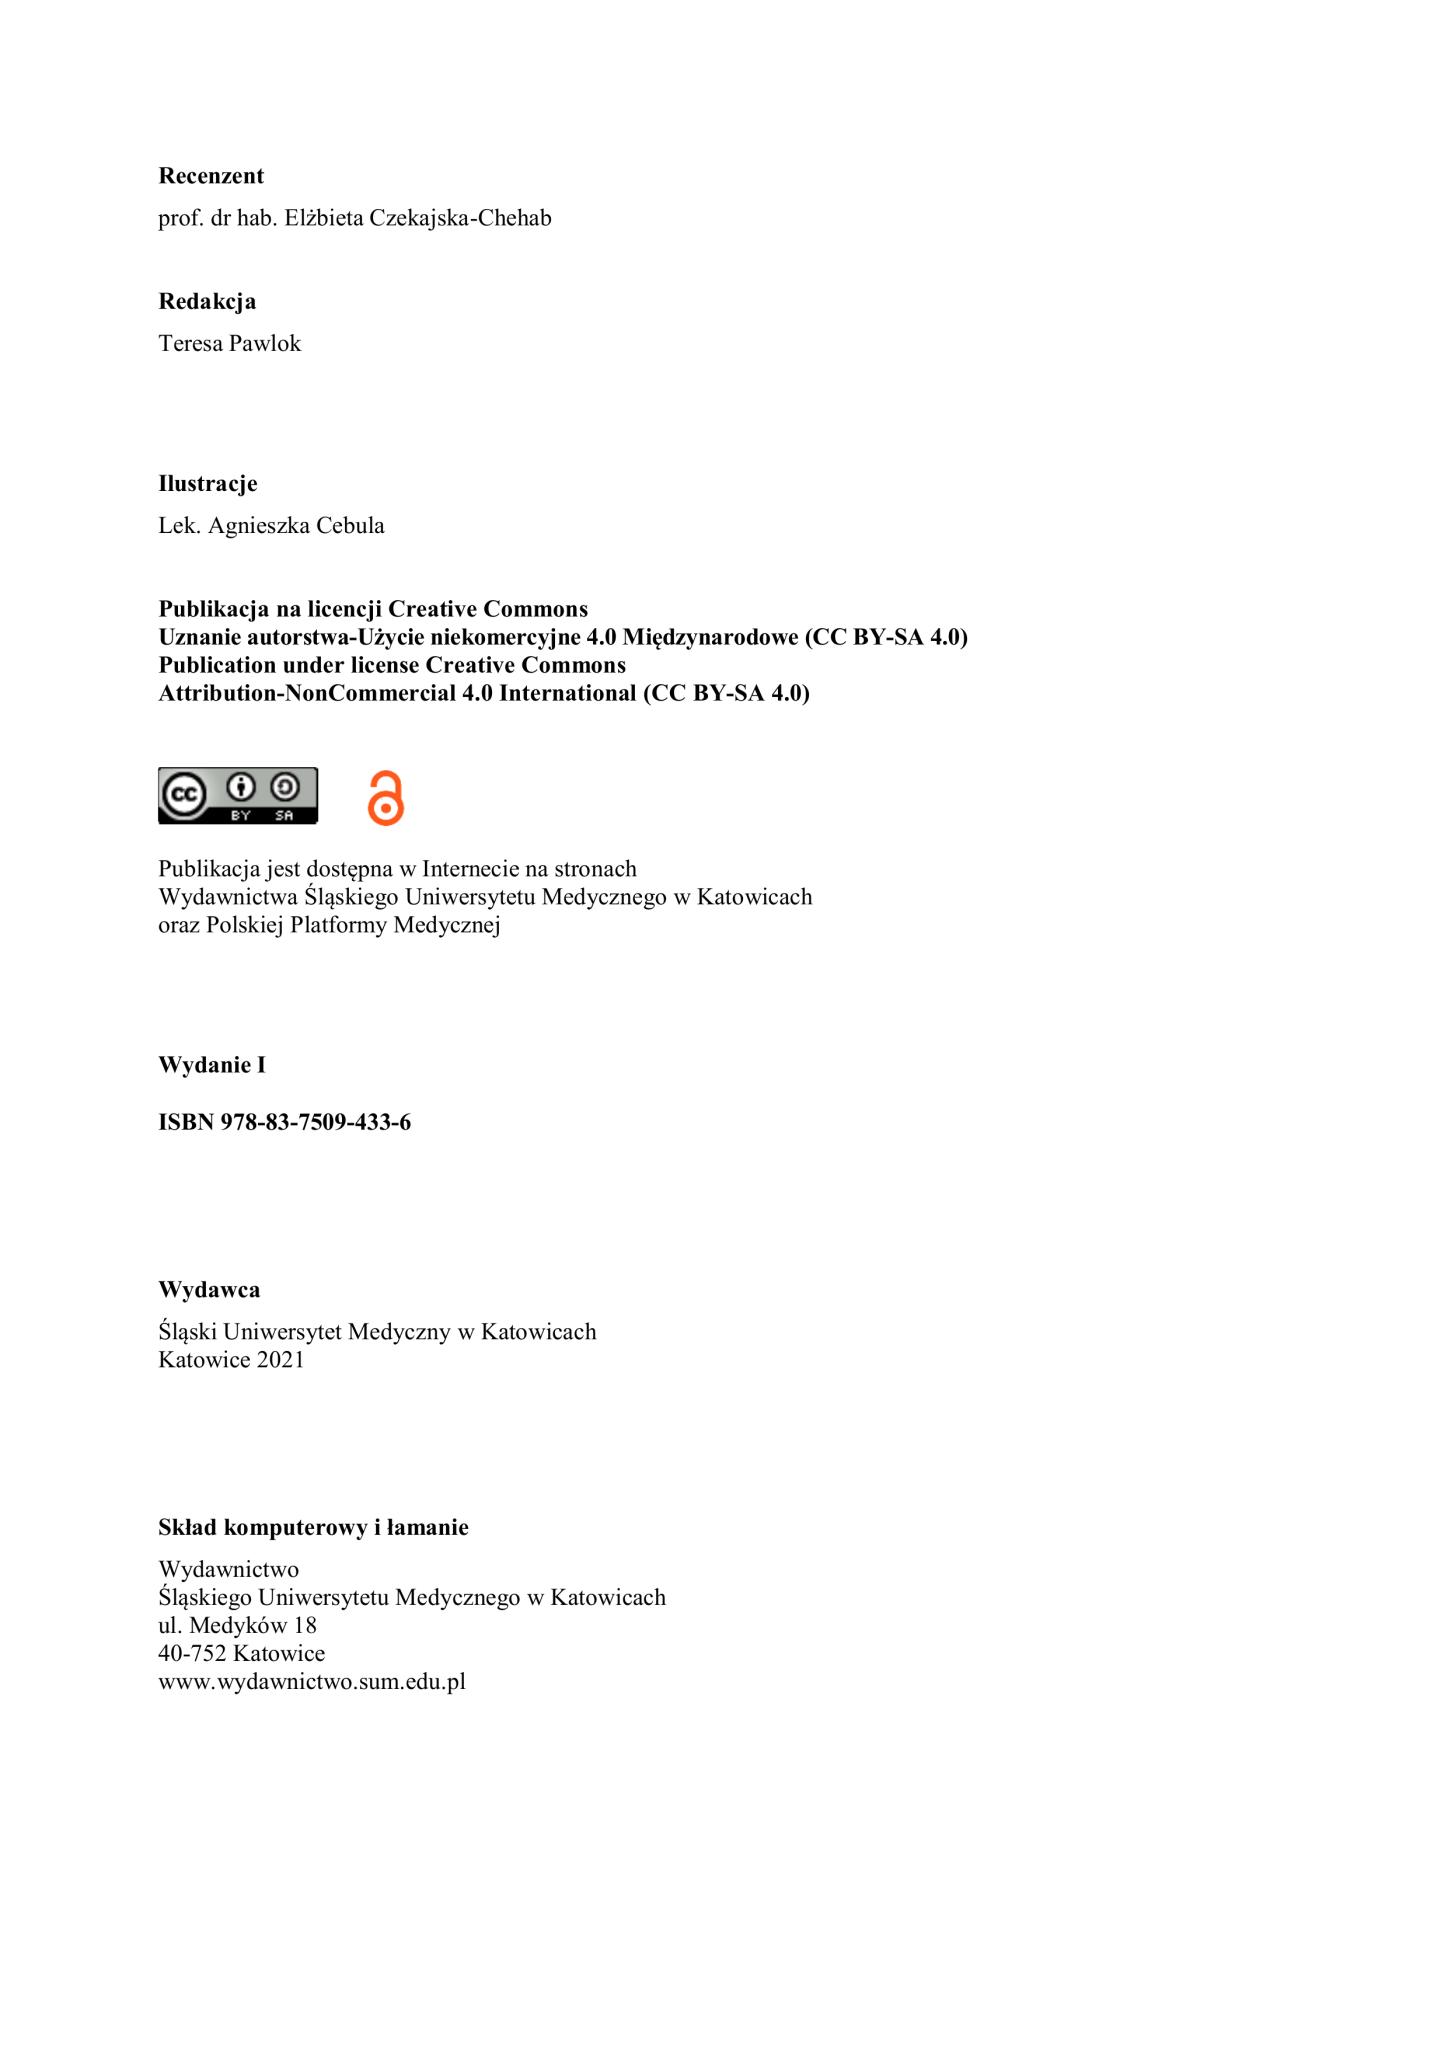 Recenzent
prof. dr hab. Elżbieta Czekajska-Chehab
Redakcja
Teresa Pawlok
Ilustracje
Lek. Agnieszka Cebula
Publikacja na licencji Creative Commons
Uznanie autorstwa-Użycie niekomercyjne 4.0 Międzynarodowe (CC BY-SA 4.0)
Publication under license Creative Commons
Attribution-NonCommercial 4.0 International (CC BY-SA 4.0)
cc BY SA
Publikacja jest dostępna w Internecie na stronach
Wydawnictwa Śląskiego Uniwersytetu Medycznego w Katowicach
oraz Polskiej Platformy Medycznej
Wydanie I
ISBN 978-83-7509-433-6
Wydawca
Śląski Uniwersytet Medyczny w Katowicach
Katowice 2021
Skład komputerowy i łamanie
Wydawnictwo
Śląskiego Uniwersytetu Medycznego w Katowicach
ul. Medyków 18
40-752 Katowice
www.wydawnictwo.sum.edu.pl